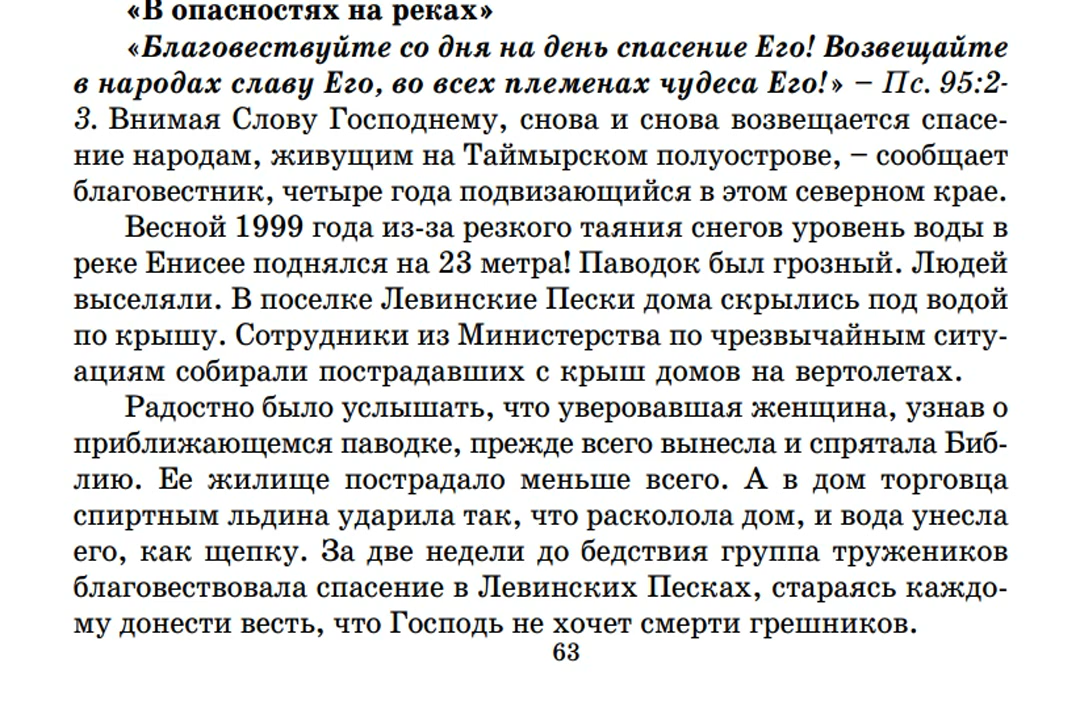 «В опасностях на реках»
«Благовествуйте со дня на день спасение Его! Возвещайте
в народах славу Его, во всех племенах чудеса Его!» – Пс. 95:2-
3. Внимая Слову Господнему, снова и снова возвещается спасе-
ние народам, живущим на Таймырском полуострове, – сообщает
благовестник, четыре года подвизающийся в этом северном крае.
Весной 1999 года из-за резкого таяния снегов уровень воды в
реке Енисее поднялся на 23 метра! Паводок был грозный. Людей
выселяли. В поселке Левинские Пески дома скрылись под водой
по крышу. Сотрудники из Министерства по чрезвычайным ситу-
ациям собирали пострадавших с крыш домов на вертолетах.
Радостно было услышать, что уверовавшая женщина, узнав о
приближающемся паводке, прежде всего вынесла и спрятала Биб-
лию. Ее жилище пострадало меньше всего. А в дом торговца
спиртным льдина ударила так, что расколола дом, и вода унесла
его, как щепку. За две недели до бедствия группа тружеников
благовествовала спасение в Левинских Песках, стараясь каждо-
му донести весть, что Господь не хочет смерти грешников.
63